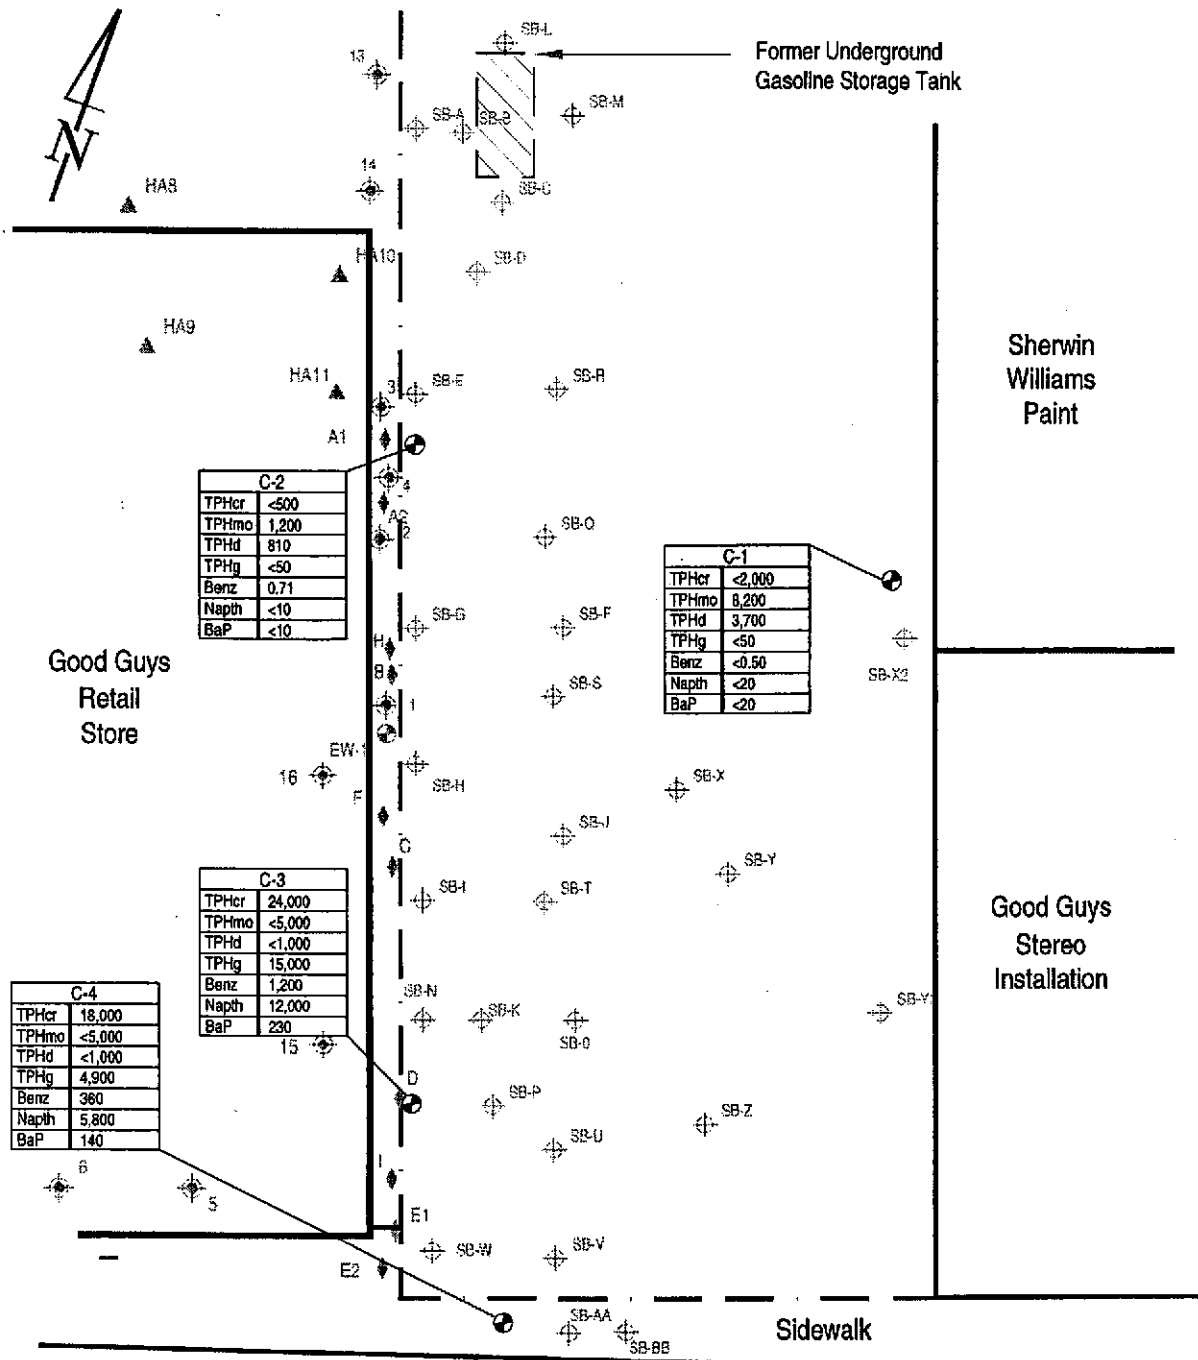 SB-L
13
Former Underground
Gasoline Storage Tank
SB-A
SB-B
SB-M
N
14
HA8
SB-C
HA10
SB-D
HA9
Sherwin
Williams
Paint
HA11
3
SB-E
SB-R
A1
4
C-2
TPHcr <500
TPHmo 1,200
TPHd 810
TPHg <50
Benz 0.71
Napth <10
BaP <10
A2
2
SB-Q
C-1
TPHcr <2,000
TPHmo 8,200
TPHd 3,700
TPHg <50
Benz <0.50
Napth <20
BaP <20
SB-G
SB-F
H
Good Guys
Retail
Store
B
SB-X2
1
SB-S
EW-1
16
SB-H
SB-X
F
SB-J
SB-Y
C-3
TPHcr 24,000
TPHmo <5,000
TPHd <1,000
TPHg 15,000
Benz 1,200
Napth 12,000
BaP 230
SB-I
SB-T
Good Guys
Stereo
Installation
C-4
TPHcr 18,000
TPHmo <5,000
TPHd <1,000
TPHg 4,900
Benz 360
Napth 5,800
BaP 140
SB-N
SB-K
SB-Y
15
D
SB-P
SB-Z
SB-U
6
5
I
E1
SB-W
SB-V
E2
SB-AA
SB-BB
Sidewalk